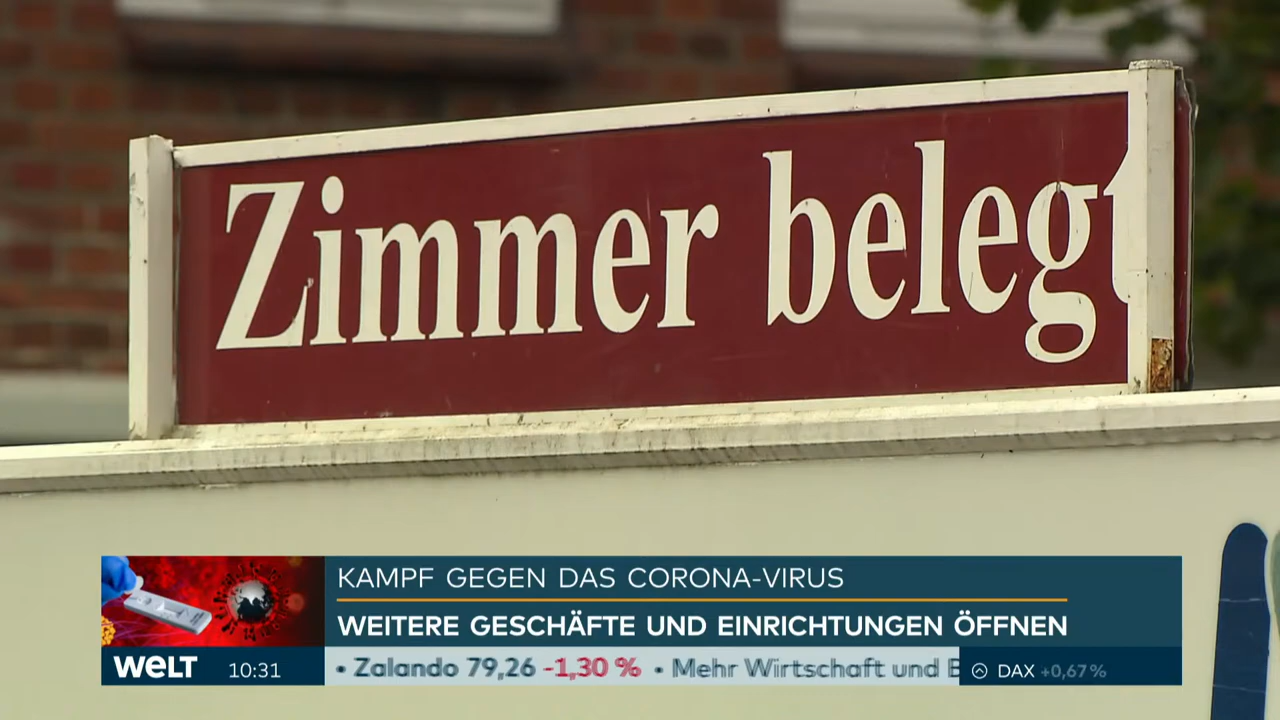 Zimmer belegt
KAMPF GEGEN DAS CORONA-VIRUS
WEITERE GESCHÄFTE UND EINRICHTUNGEN ÖFFNEN
welt 10:31 • Zalando 79,26 -1,30 % • Mehr Wirtschaft und B DAX +0,67%